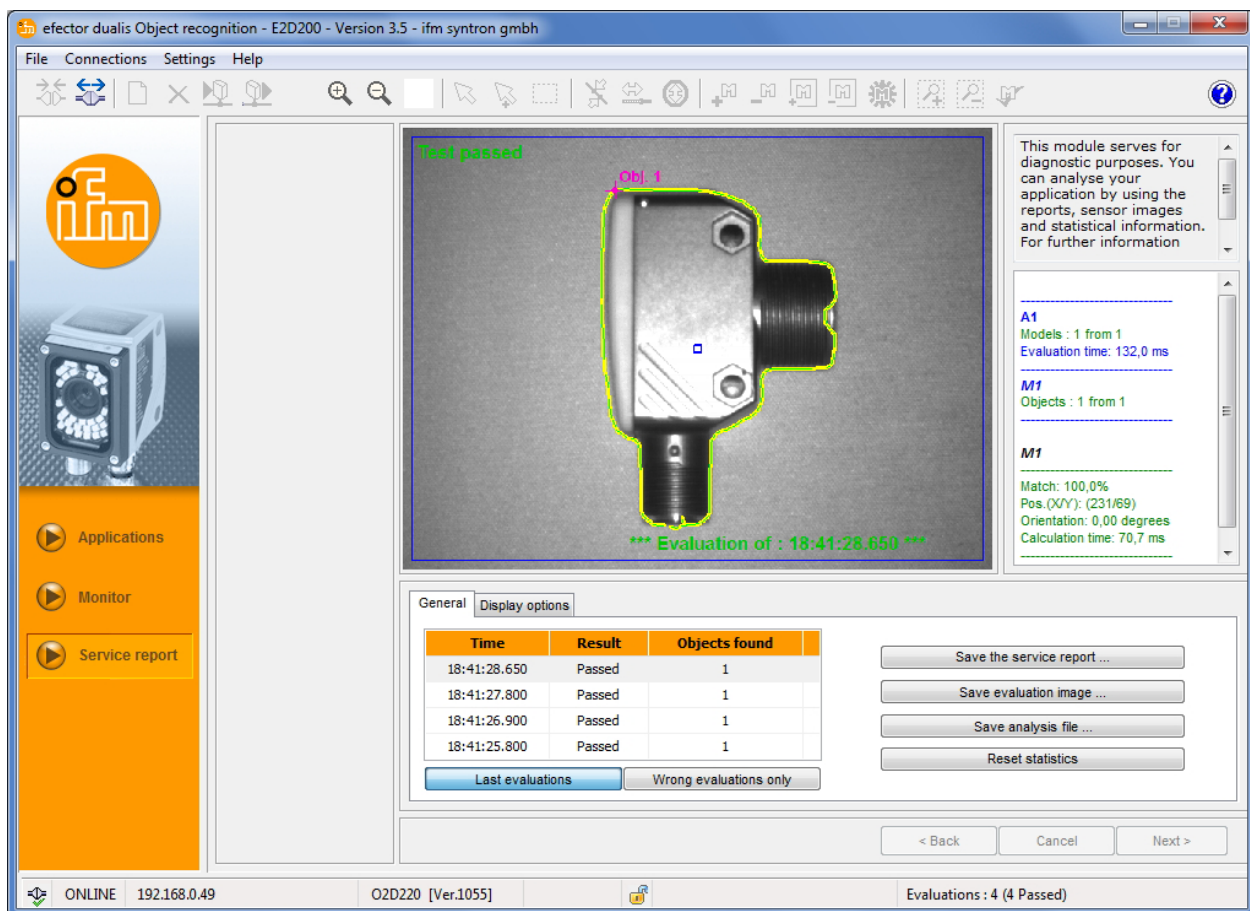 efector dualis Object recognition - E2D200 - Version 3.5 - ifm syntron gmbh
File Connections Settings Help
ifm
Applications
Monitor
Service report
Test passed
Obj. 1
*** Evaluation of : 18:41:28.650 ***
This module serves for
diagnostic purposes. You
can analyse your
application by using the
reports, sensor images
and statistical information.
For further information
A1
Models : 1 from 1
Evaluation time: 132,0 ms
M1
Objects : 1 from 1
M1
Match: 100,0%
Pos.(X/Y): (231/69)
Orientation: 0,00 degrees
Calculation time: 70,7 ms
General Display options
Time Result Objects found
18:41:28.650 Passed 1
18:41:27.800 Passed 1
18:41:26.900 Passed 1
18:41:25.800 Passed 1
Last evaluations Wrong evaluations only
Save the service report ...
Save evaluation image ...
Save analysis file ...
Reset statistics
< Back Cancel Next >
ONLINE 192.168.0.49 O2D220 [Ver.1055] Evaluations : 4 (4 Passed)